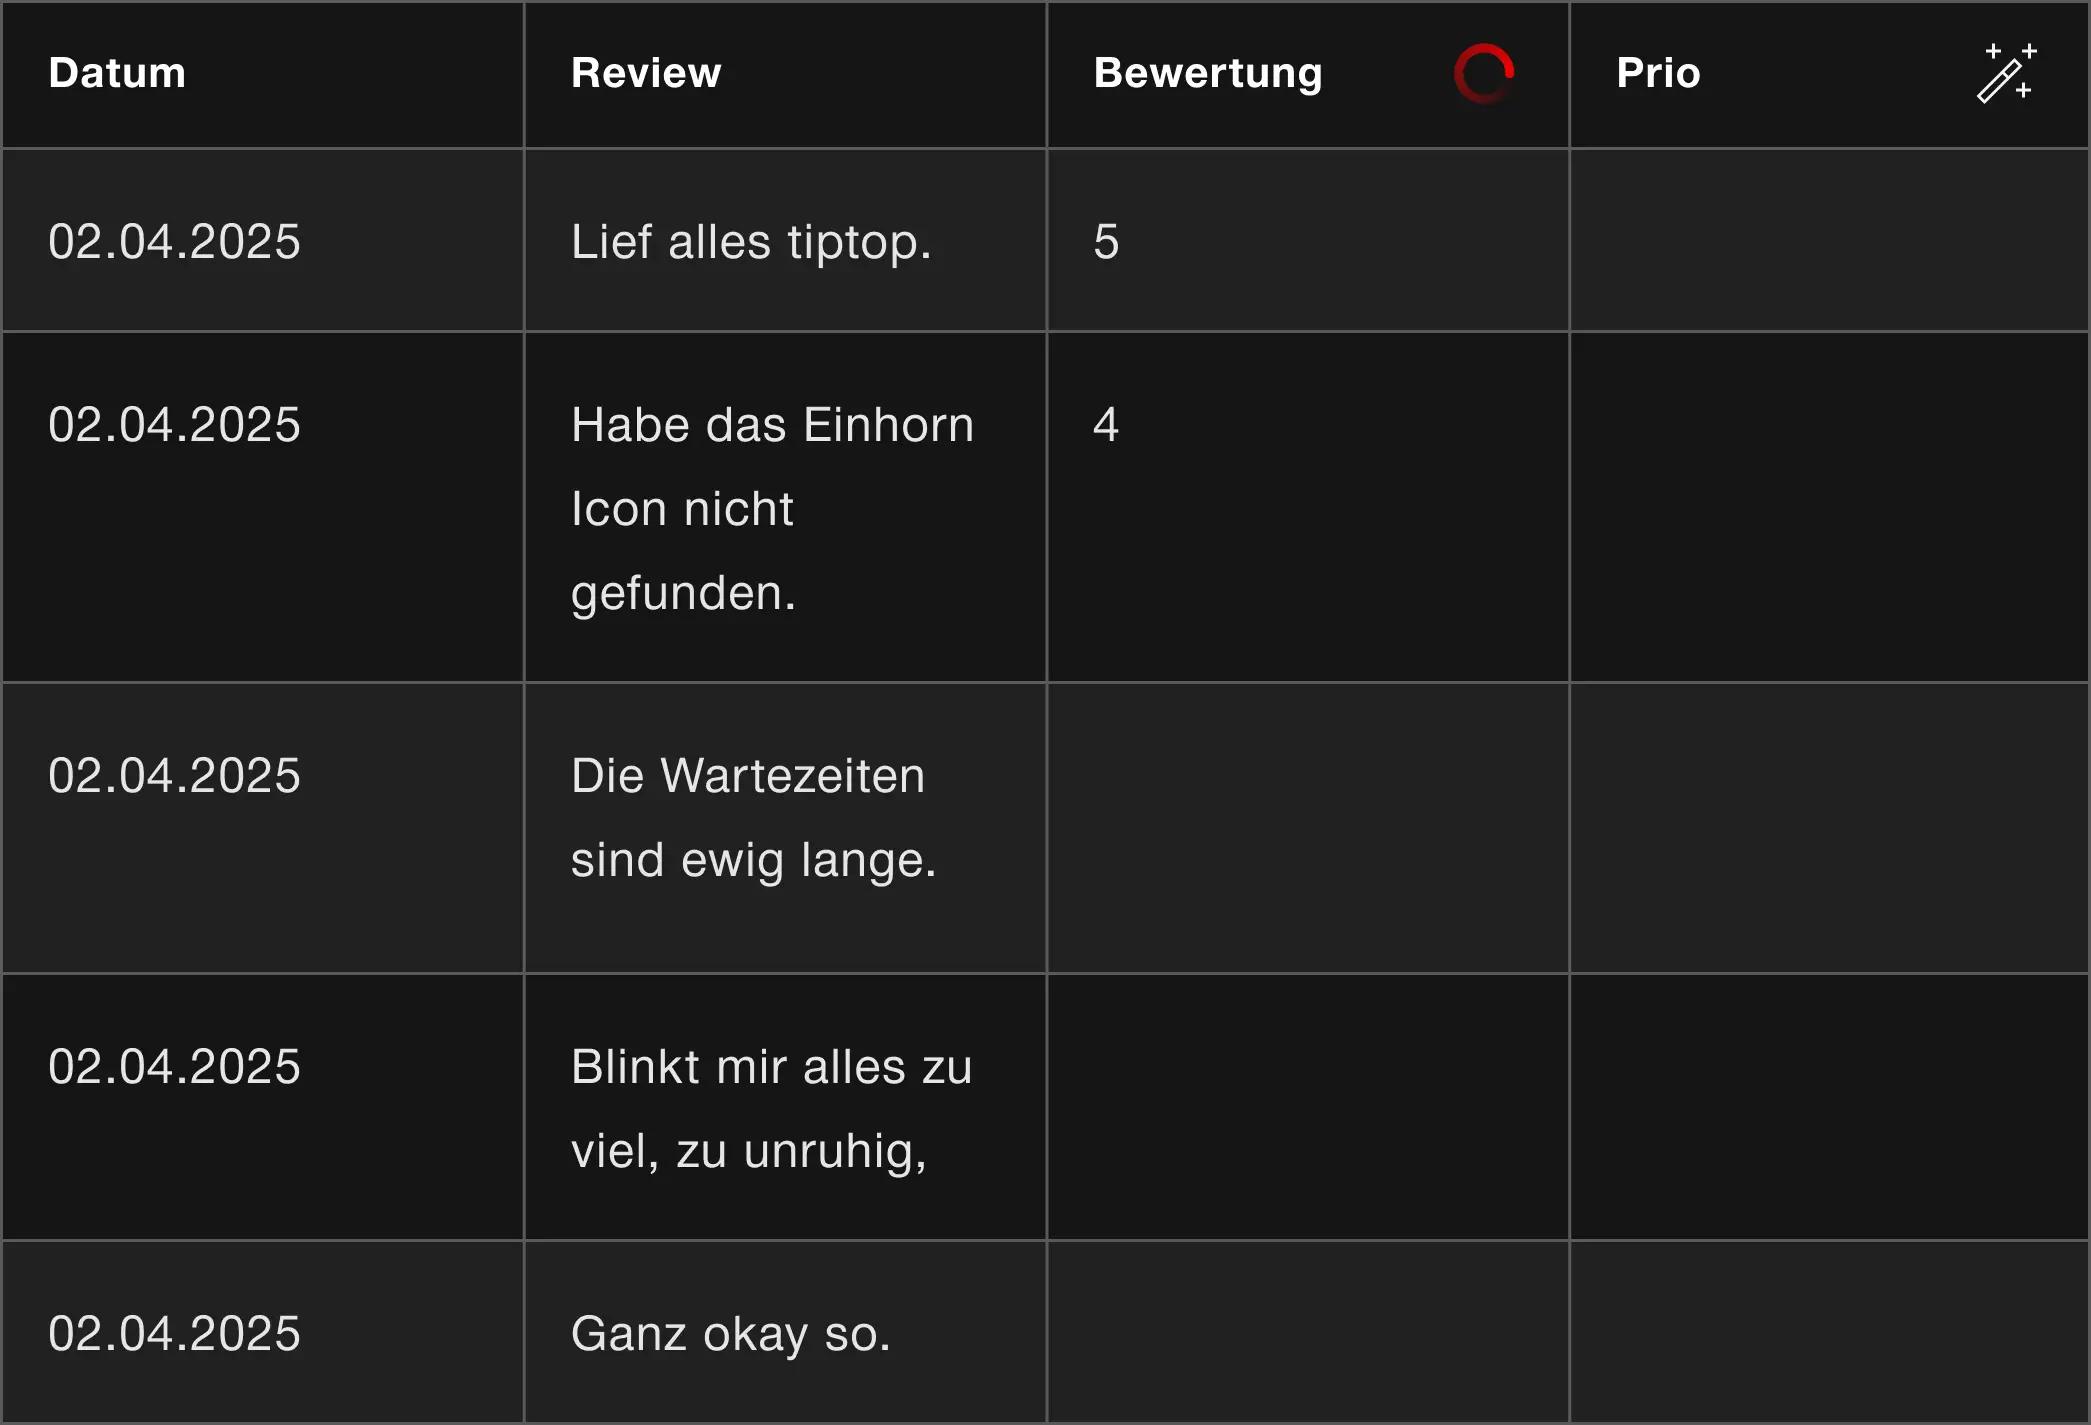 Datum Review Bewertung Prio
02.04.2025 Lief alles tiptop. 5
02.04.2025 Habe das Einhorn 4
Icon nicht
gefunden.
02.04.2025 Die Wartezeiten
sind ewig lange.
02.04.2025 Blinkt mir alles zu
viel, zu unruhig,
02.04.2025 Ganz okay so.